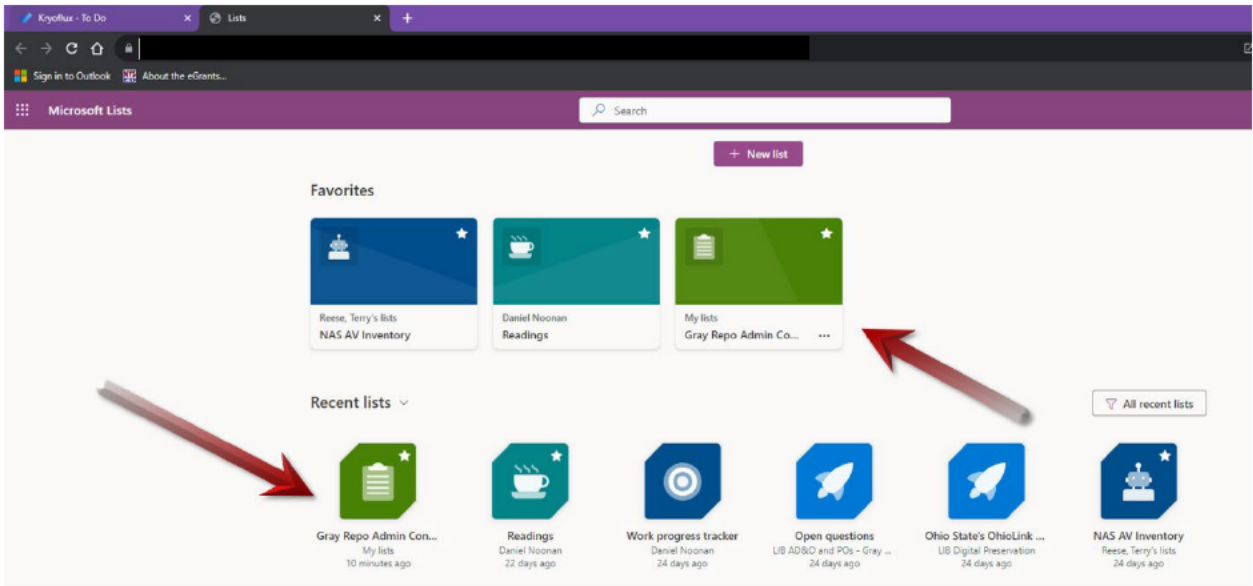 Kryoflux - To Do
Lists
Sign in to Outlook
About the eGrants...
Microsoft Lists
Search
+ New list
Favorites
Reese, Terry's lists
NAS AV Inventory
Daniel Noonan
Readings
My lists
Gray Repo Admin Co... ...
Recent lists
All recent lists
Gray Repo Admin Con...
My lists
10 minutes ago
Readings
Daniel Noonan
22 days ago
Work progress tracker
Daniel Noonan
24 days ago
Open questions
LIB AD&O and POs - Gray ...
24 days ago
Ohio State's OhioLink ...
LIB Digital Preservation
24 days ago
NAS AV Inventory
Reese, Terry's lists
24 days ago